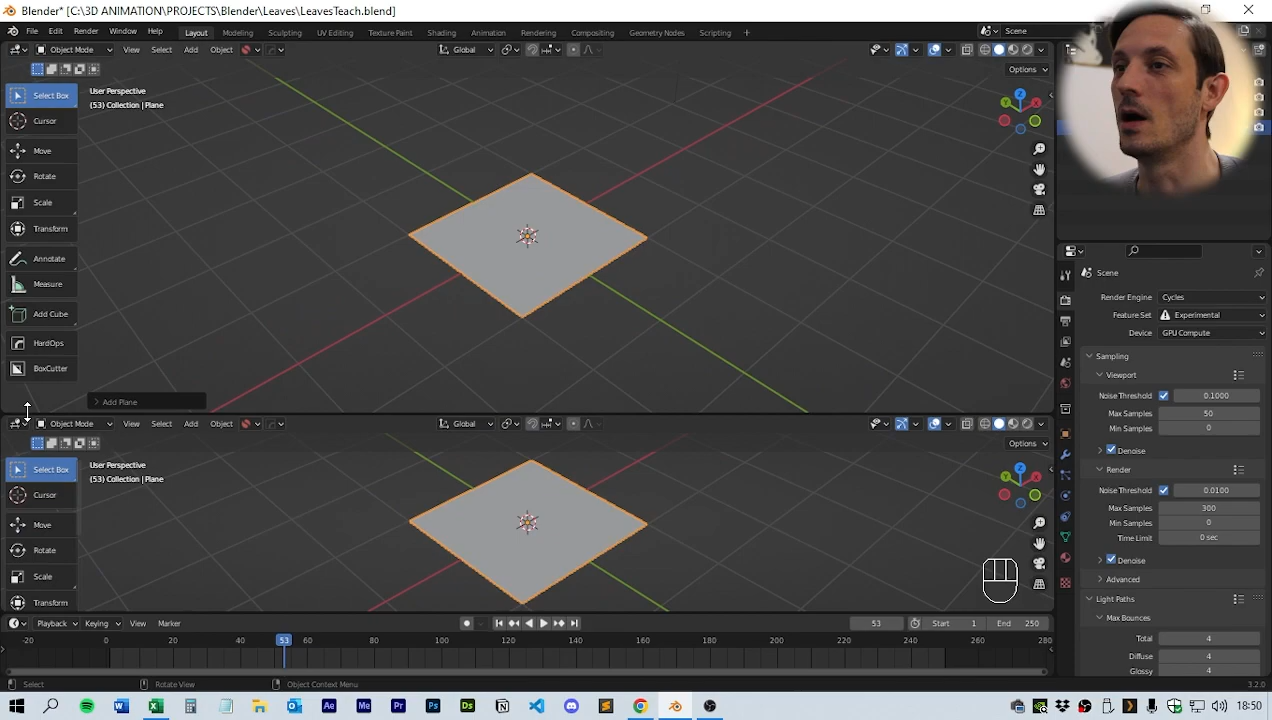 Blender* [C:\3D ANIMATION\PROJECTS\Blender\Leaves\LeavesTeach.blend]
File Edit Render Window Help Layout Modeling Sculpting UV Editing Texture Paint Shading Animation Rendering Compositing Geometry Nodes Scripting + Scene
Object Mode View Select Add Object Global
Options
Select Box
User Perspective
(53) Collection | Plane
Cursor
Move
Rotate
Scale
Transform
Annotate
Measure
Add Cube
HardOps
BoxCutter
Add Plane
Z
Y
X
Object Mode View Select Add Object Global
Options
Select Box
User Perspective
(53) Collection | Plane
Cursor
Move
Rotate
Scale
Transform
Z
Y
X
Playback Keying View Marker 53 Start 1 End 250
-20 0 20 40 53 60 80 100 120 140 160 180 200 220 240 260 280
Select Rotate View Object Context Menu 3.2.0
Scene
Render Engine Cycles
Feature Set Experimental
Device GPU Compute
Sampling
Viewport
Noise Threshold 0.1000
Max Samples 50
Min Samples 0
Denoise
Render
Noise Threshold 0.0100
Max Samples 300
Min Samples 0
Time Limit 0 sec
Denoise
Advanced
Light Paths
Max Bounces
Total 4
Diffuse 4
Glossy 4
Ae Me Pr Ps Ds
18:50